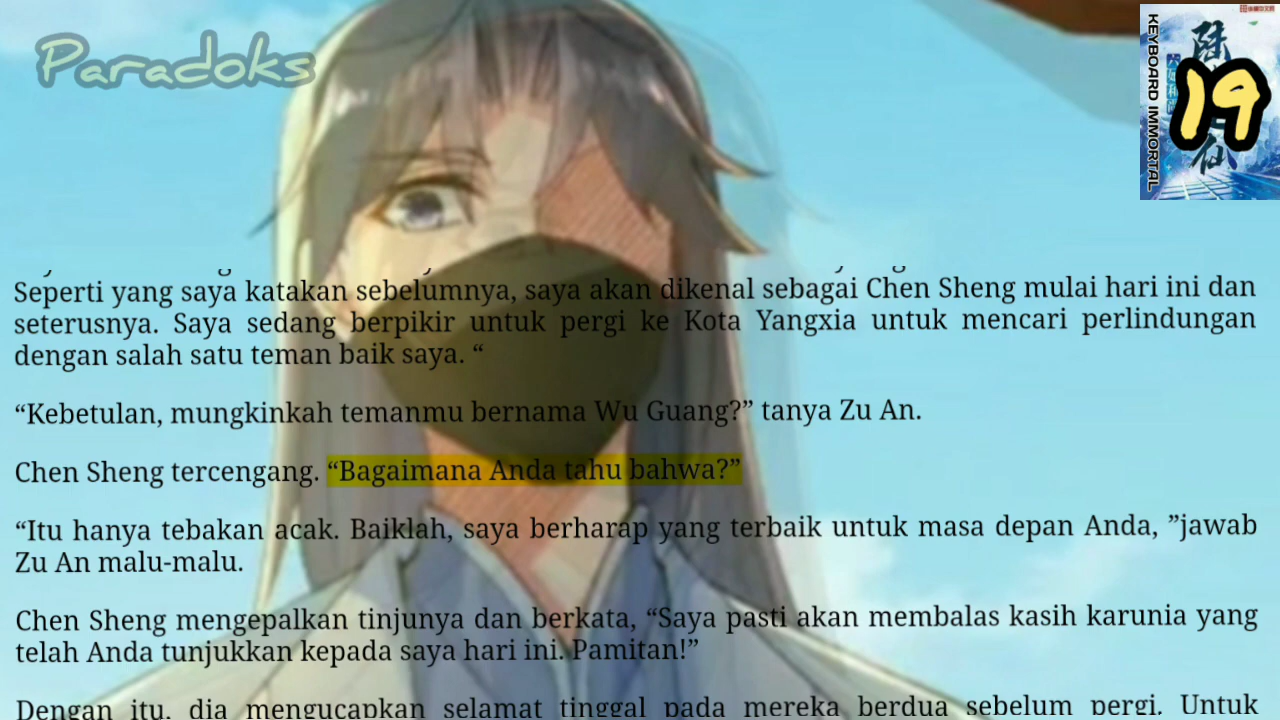 Paradoks
KEYBOARD IMMORTAL
19
Seperti yang saya katakan sebelumnya, saya akan dikenal sebagai Chen Sheng mulai hari ini dan
seterusnya. Saya sedang berpikir untuk pergi ke Kota Yangxia untuk mencari perlindungan
dengan salah satu teman baik saya. “
“Kebetulan, mungkinkah temanmu bernama Wu Guang?” tanya Zu An.
Chen Sheng tercengang. “Bagaimana Anda tahu bahwa?”
“Itu hanya tebakan acak. Baiklah, saya berharap yang terbaik untuk masa depan Anda, ”jawab
Zu An malu-malu.
Chen Sheng mengepalkan tinjunya dan berkata, “Saya pasti akan membalas kasih karunia yang
telah Anda tunjukkan kepada saya hari ini. Pamitan!”
Dengan itu, dia mengucapkan selamat tinggal pada mereka berdua sebelum pergi. Untuk